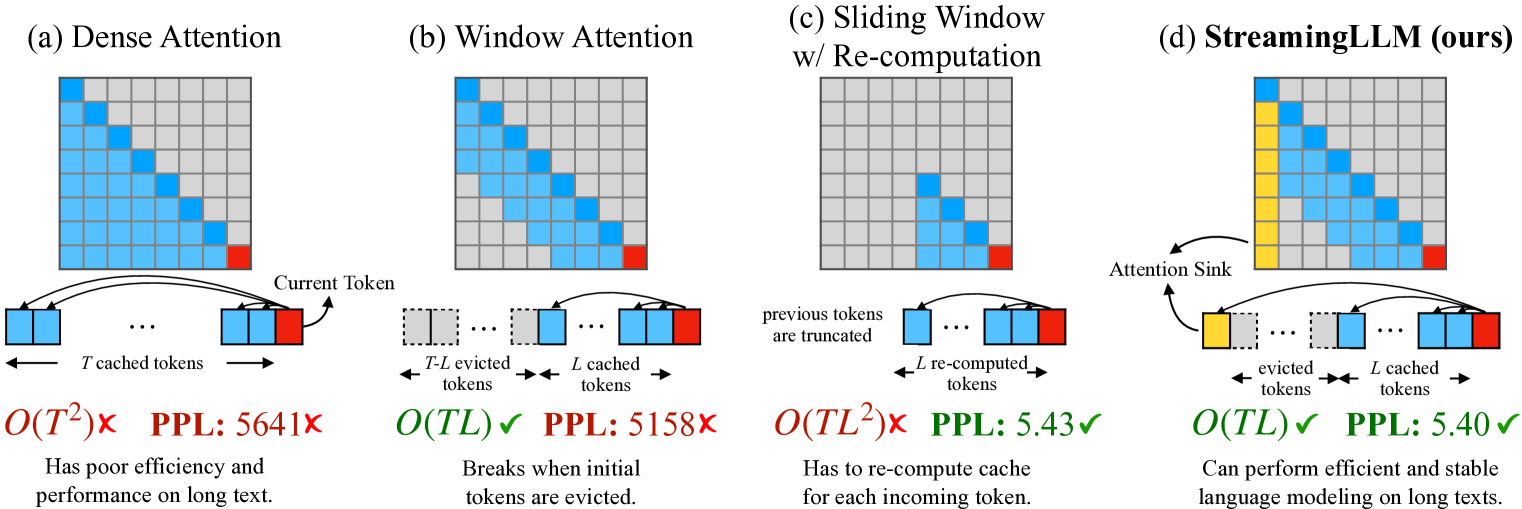 (a) Dense Attention
Current Token
...
T cached tokens
O(T²)✘ PPL: 5641✘
Has poor efficiency and
performance on long text.
(b) Window Attention
... ...
T-L evicted
tokens
L cached
tokens
O(TL)✓ PPL: 5158✘
Breaks when initial
tokens are evicted.
(c) Sliding Window
w/ Re-computation
previous tokens
are truncated
...
L re-computed
tokens
O(TL²)✘ PPL: 5.43✓
Has to re-compute cache
for each incoming token.
(d) StreamingLLM (ours)
Attention Sink
... ...
evicted
tokens
L cached
tokens
O(TL)✓ PPL: 5.40✓
Can perform efficient and stable
language modeling on long texts.